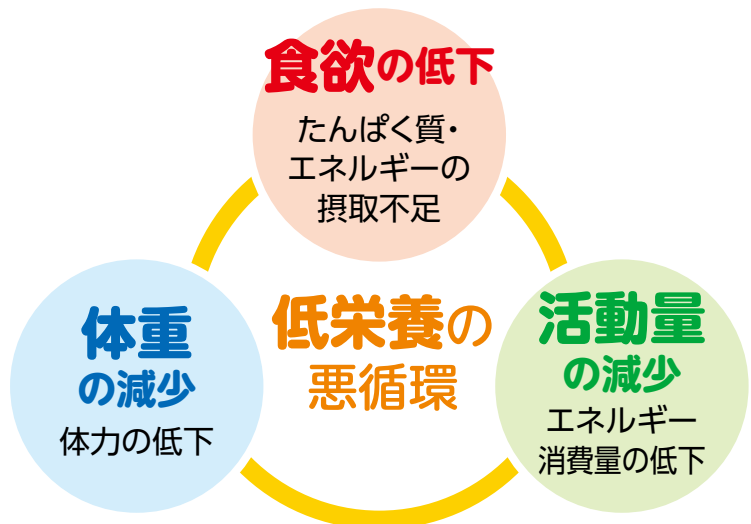 食欲の低下
たんぱく質・
エネルギーの
摂取不足
低栄養の
悪循環
体重
の減少
体力の低下
活動量
の減少
エネルギー
消費量の低下